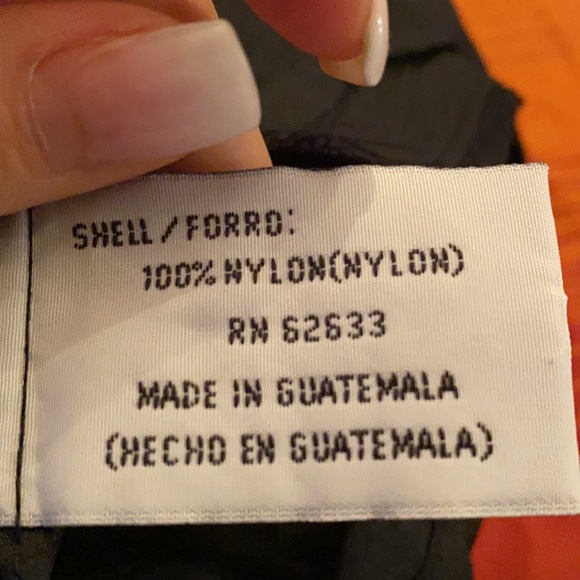 SHELL/FORRO:
100% NYLON(NYLON)
RN 62633
MADE IN GUATEMALA
(HECHO EN GUATEMALA)